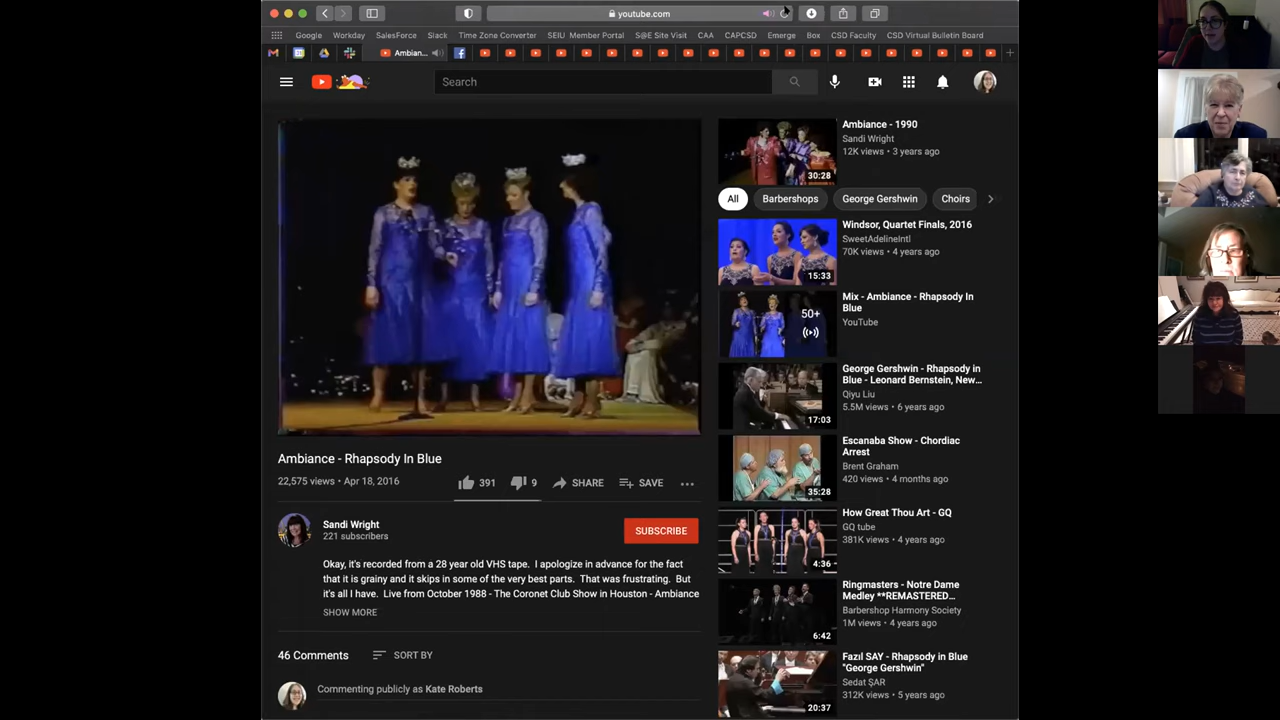 youtube.com
Google Workday SalesForce Slack Time Zone Converter SEIU Member Portal S@E Site Visit CAA CAPCSD Emerge Box CSD Faculty CSD Virtual Bulletin Board
Ambian...
Search
Ambiance - Rhapsody In Blue
22,575 views • Apr 18, 2016
391
9
SHARE
SAVE
Sandi Wright
221 subscribers
SUBSCRIBE
Okay, it's recorded from a 28 year old VHS tape. I apologize in advance for the fact
that it is grainy and it skips in some of the very best parts. That was frustrating. But
it's all I have. Live from October 1988 - The Coronet Club Show in Houston - Ambiance
SHOW MORE
46 Comments
SORT BY
Commenting publicly as Kate Roberts
30:28
Ambiance - 1990
Sandi Wright
12K views • 3 years ago
All
Barbershops
George Gershwin
Choirs
15:33
Windsor, Quartet Finals, 2016
SweetAdelineIntl
70K views • 4 years ago
50+
Mix - Ambiance - Rhapsody In
Blue
YouTube
17:03
George Gershwin - Rhapsody in
Blue - Leonard Bernstein, New...
Qiyu Liu
5.5M views • 6 years ago
35:28
Escanaba Show - Chordiac
Arrest
Brent Graham
420 views • 4 months ago
4:36
How Great Thou Art - GQ
GQ tube
381K views • 4 years ago
6:42
Ringmasters - Notre Dame
Medley **REMASTERED...
Barbershop Harmony Society
1M views • 4 years ago
20:37
Fazıl SAY - Rhapsody in Blue
"George Gershwin"
Sedat ŞAR
312K views • 5 years ago